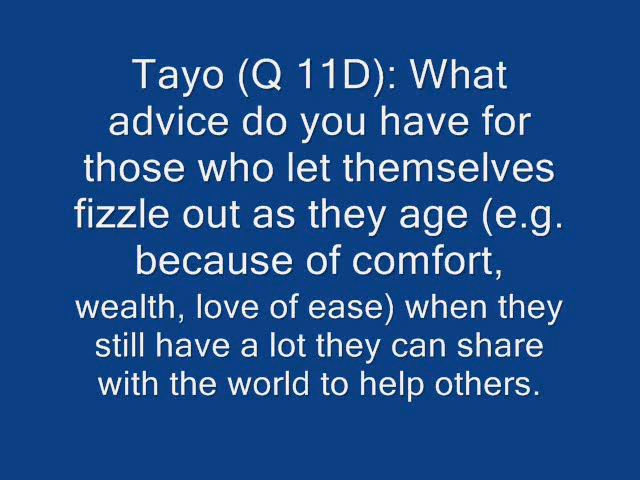 Tayo (Q 11D): What
advice do you have for
those who let themselves
fizzle out as they age (e.g.
because of comfort,
wealth, love of ease) when they
still have a lot they can share
with the world to help others.